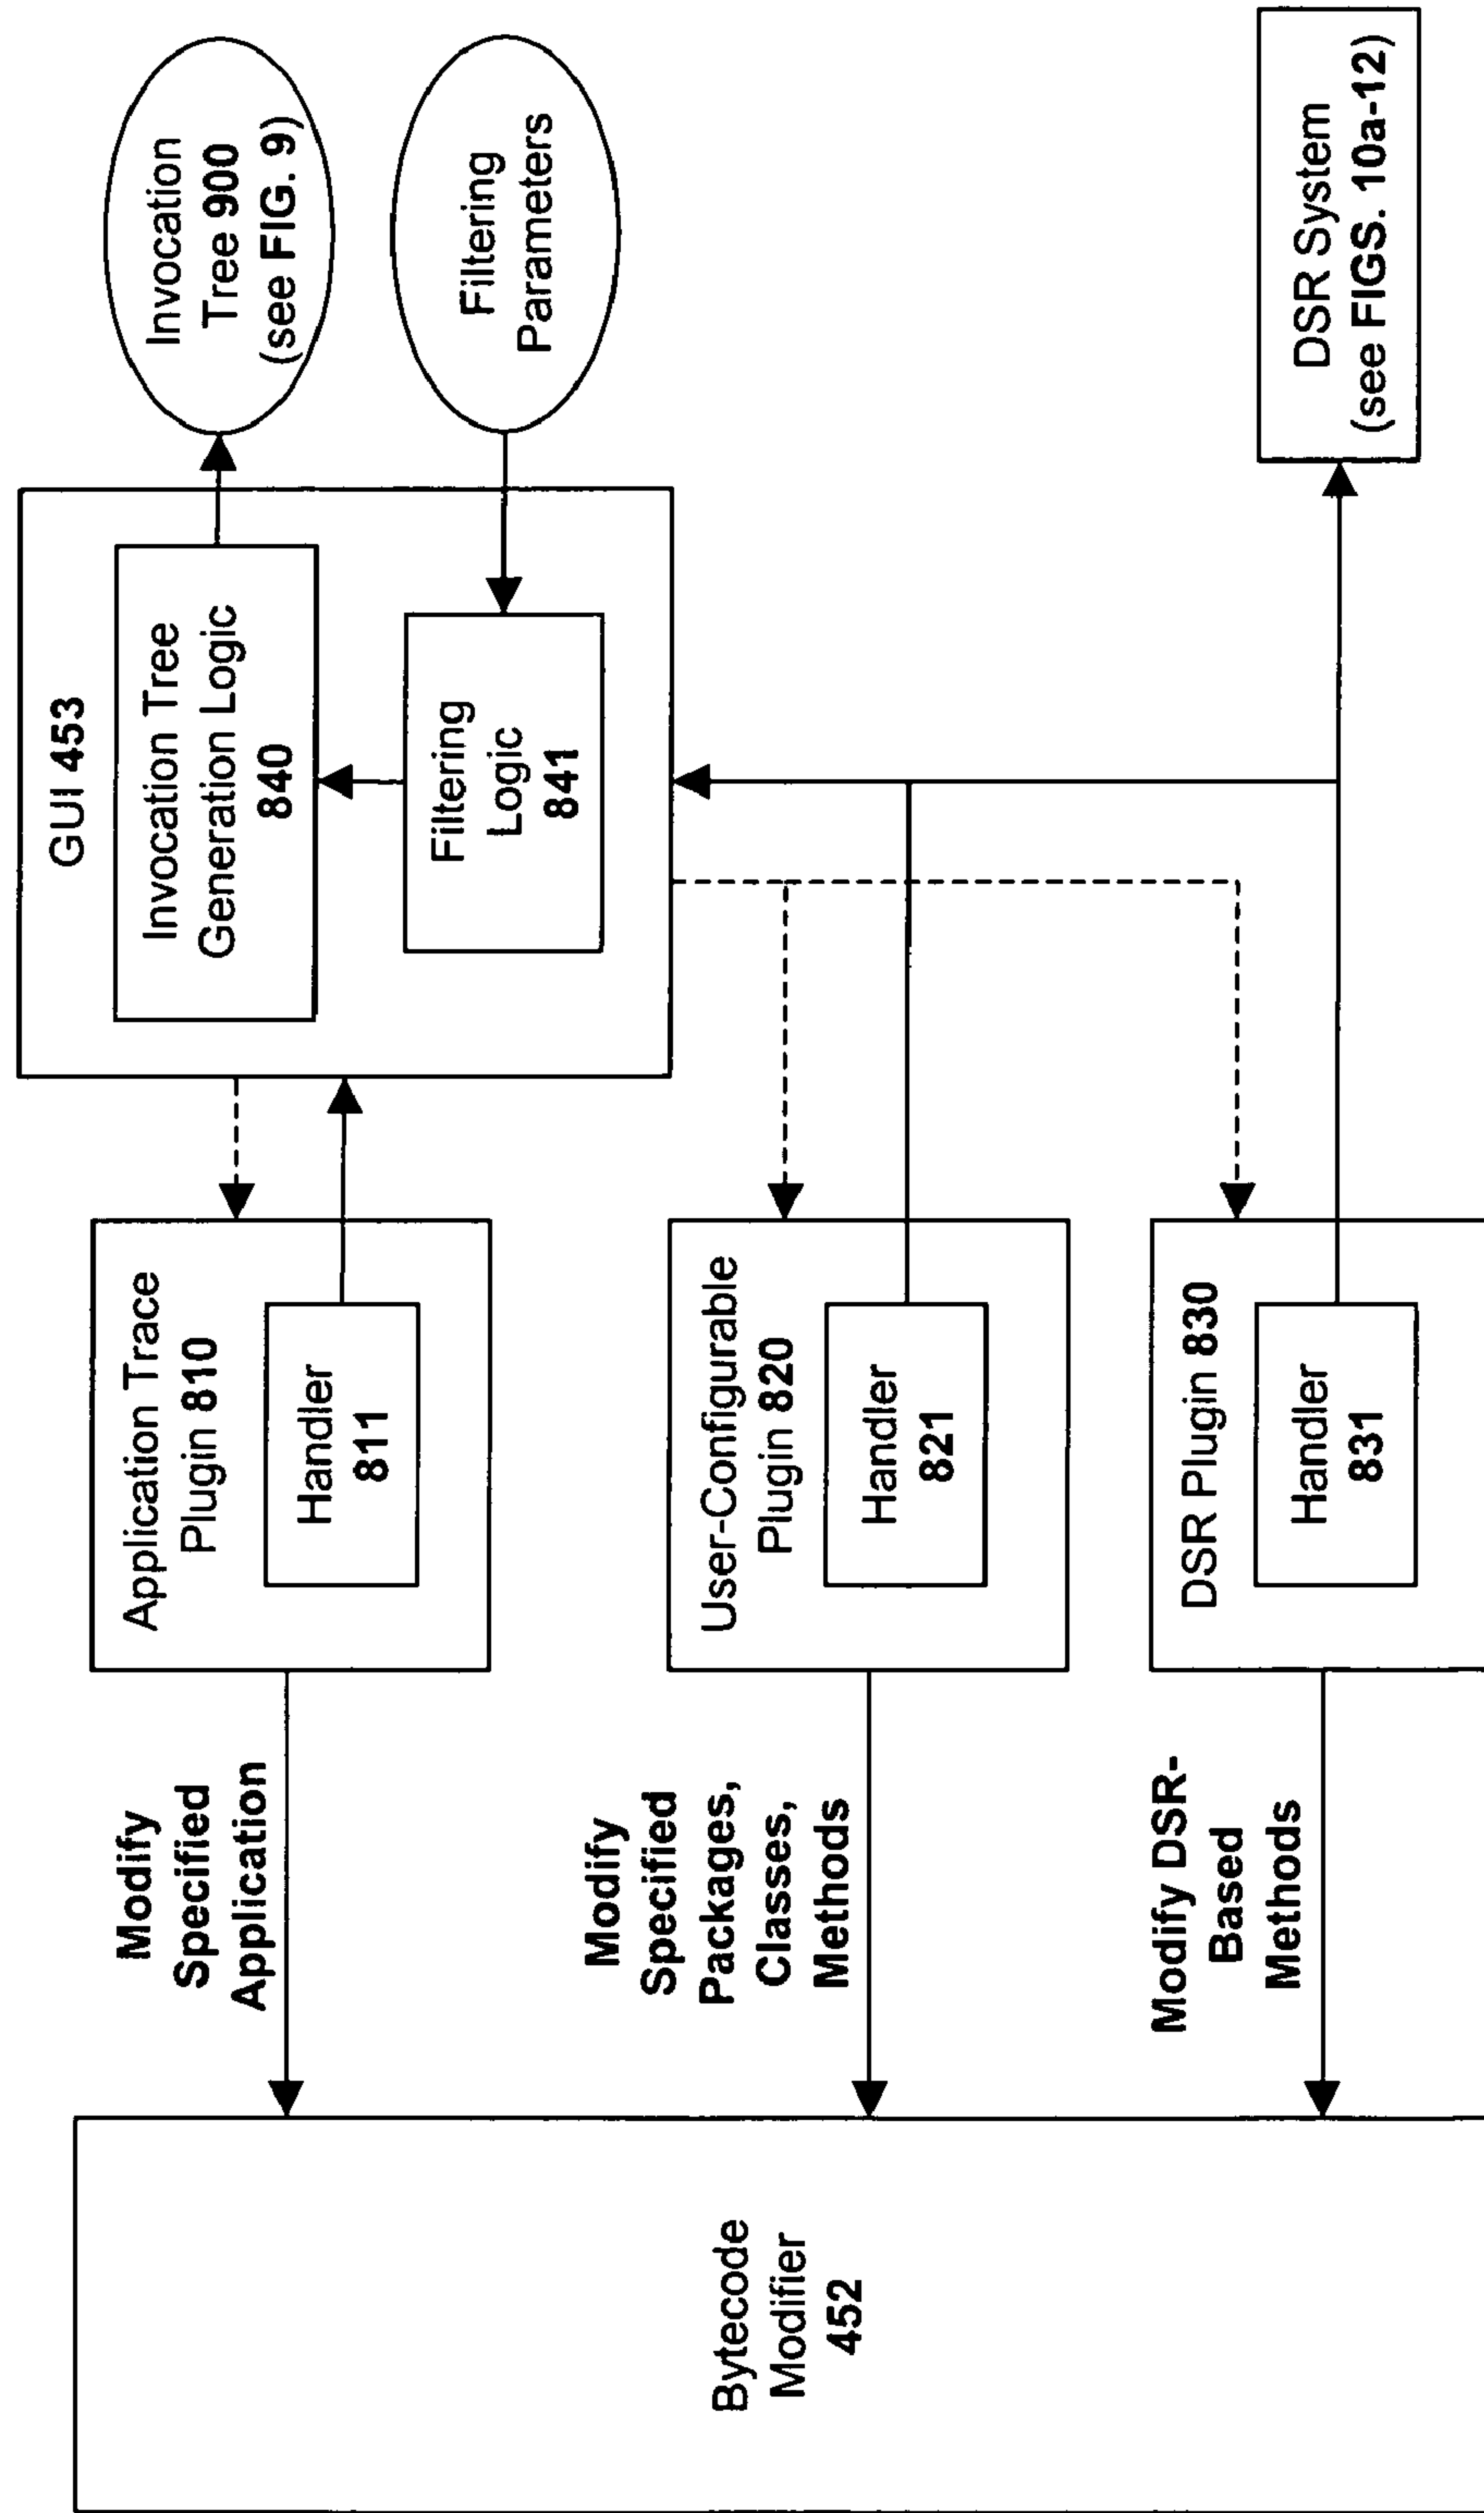 Bytecode
Modifier
452
Modify
Specified
Application
Modify
Specified
Packages,
Classes,
Methods
Modify DSR-
Based
Methods
Application Trace
Plugin 810
Handler
811
User-Configurable
Plugin 820
Handler
821
DSR Plugin 830
Handler
831
GUI 453
Invocation Tree
Generation Logic
840
Filtering
Logic
841
Invocation
Tree 900
(see FIG. 9)
Filtering
Parameters
DSR System
(see FIGS. 10a-12)